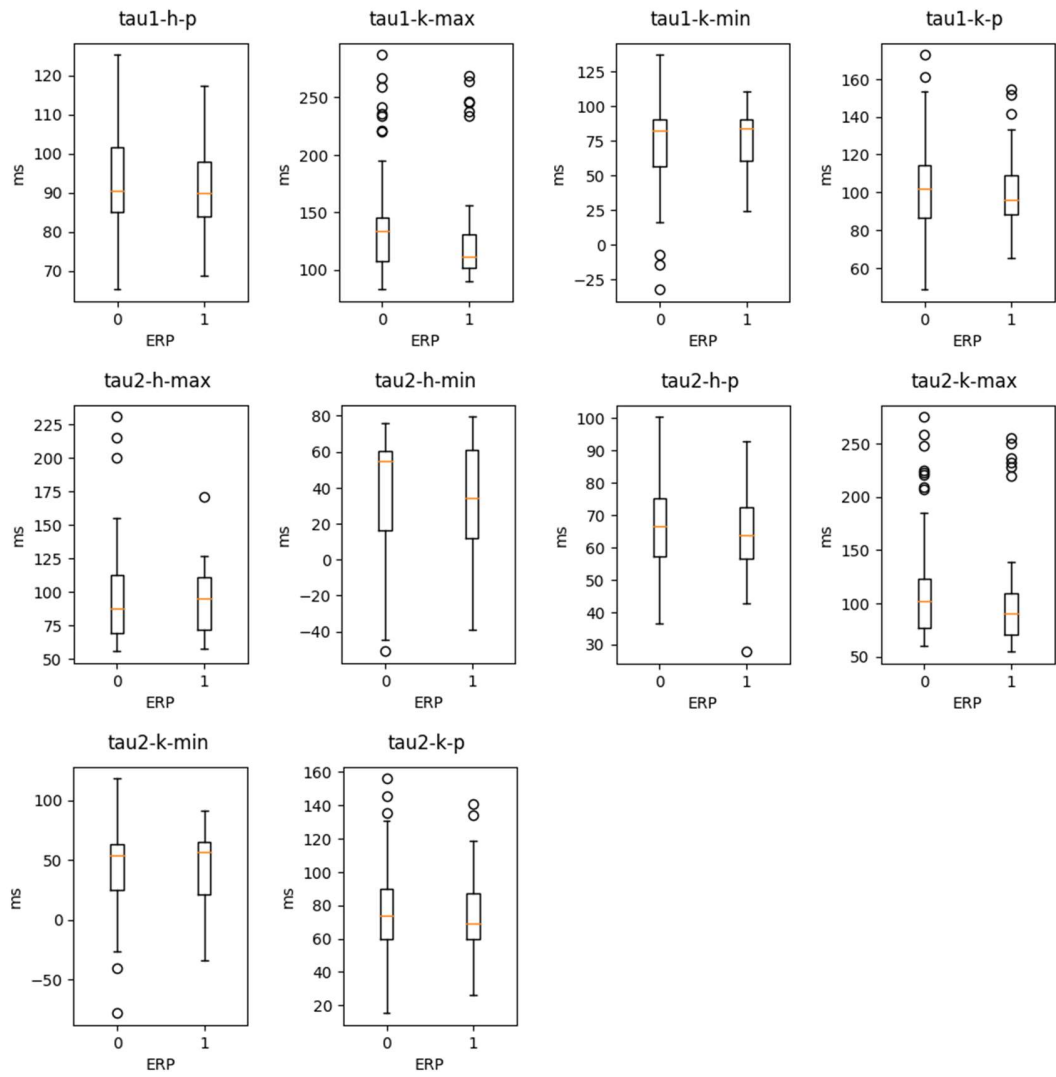 tau1-h-p
tau1-k-max
tau1-k-min
tau1-k-p
120
110
100
90
80
70
ms
0 1
ERP
250
200
150
100
ms
0 1
ERP
125
100
75
50
25
0
−25
ms
0 1
ERP
160
140
120
100
80
60
ms
0 1
ERP
tau2-h-max
tau2-h-min
tau2-h-p
tau2-k-max
225
200
175
150
125
100
75
50
ms
0 1
ERP
80
60
40
20
0
−20
−40
ms
0 1
ERP
100
90
80
70
60
50
40
30
ms
0 1
ERP
250
200
150
100
50
ms
0 1
ERP
tau2-k-min
tau2-k-p
100
50
0
−50
ms
0 1
ERP
160
140
120
100
80
60
40
20
ms
0 1
ERP